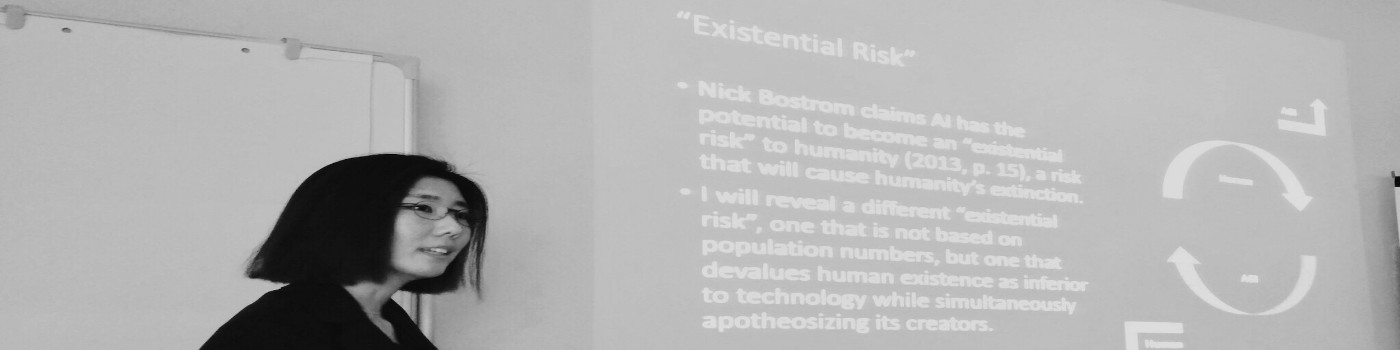 “Existential Risk”
• Nick Bostrom claims AI has the
potential to become an “existential
risk” to humanity (2013, p. 15), a risk
that will cause humanity’s extinction.
• I will reveal a different “existential
risk”, one that is not based on
population numbers, but one that
devalues human existence as inferior
to technology while simultaneously
apotheosizing its creators.
Human